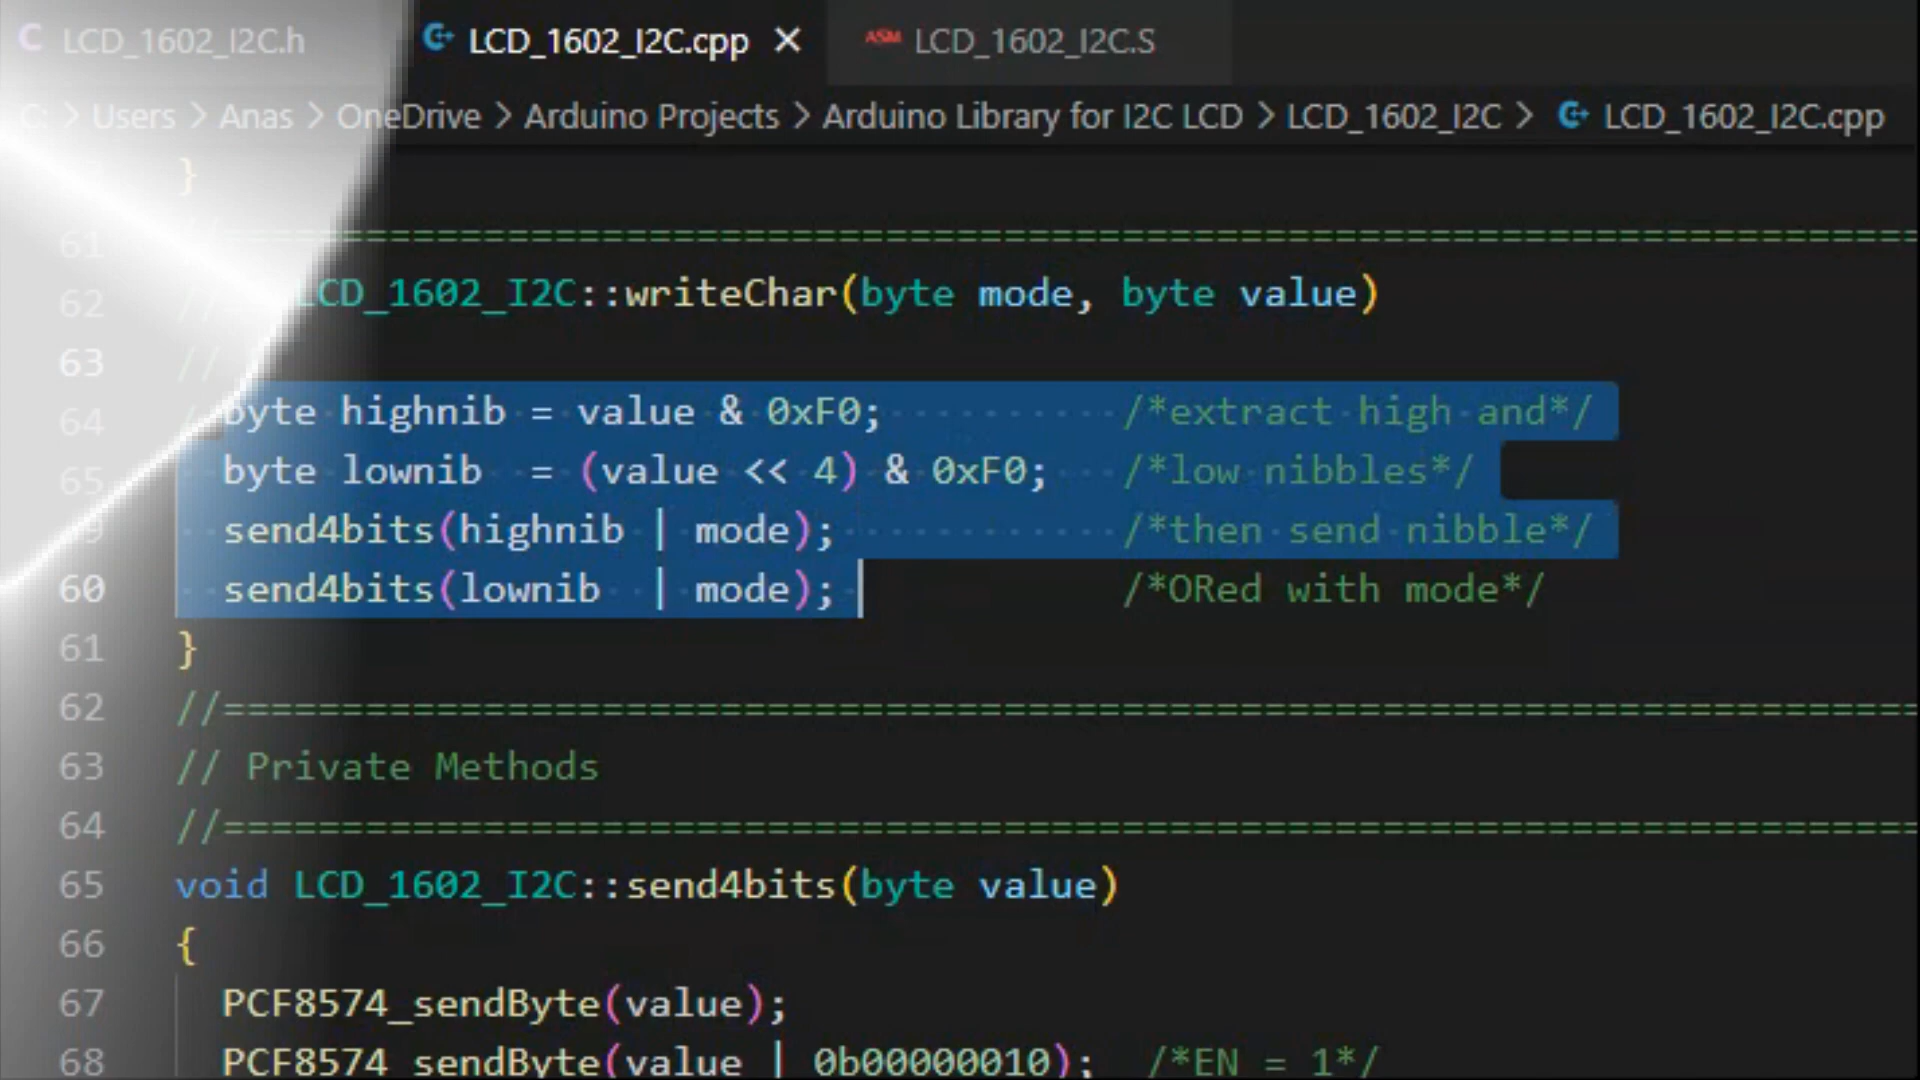 LCD_1602_I2C.h LCD_1602_I2C.cpp ASM LCD_1602_I2C.S
C: > Users > Anas > OneDrive > Arduino Projects > Arduino Library for I2C LCD > LCD_1602_I2C > LCD_1602_I2C.cpp
}
61 //==============================================================================
62 // LCD_1602_I2C::writeChar(byte mode, byte value)
63 //
64 byte highnib = value & 0xF0; /*extract high and*/
65 byte lownib = (value << 4) & 0xF0; /*low nibbles*/
send4bits(highnib | mode); /*then send nibble*/
60 send4bits(lownib | mode); /*ORed with mode*/
61 }
62 //==============================================================================
63 // Private Methods
64 //==============================================================================
65 void LCD_1602_I2C::send4bits(byte value)
66 {
67 PCF8574_sendByte(value);
68 PCF8574_sendByte(value | 0b00000010); /*EN = 1*/